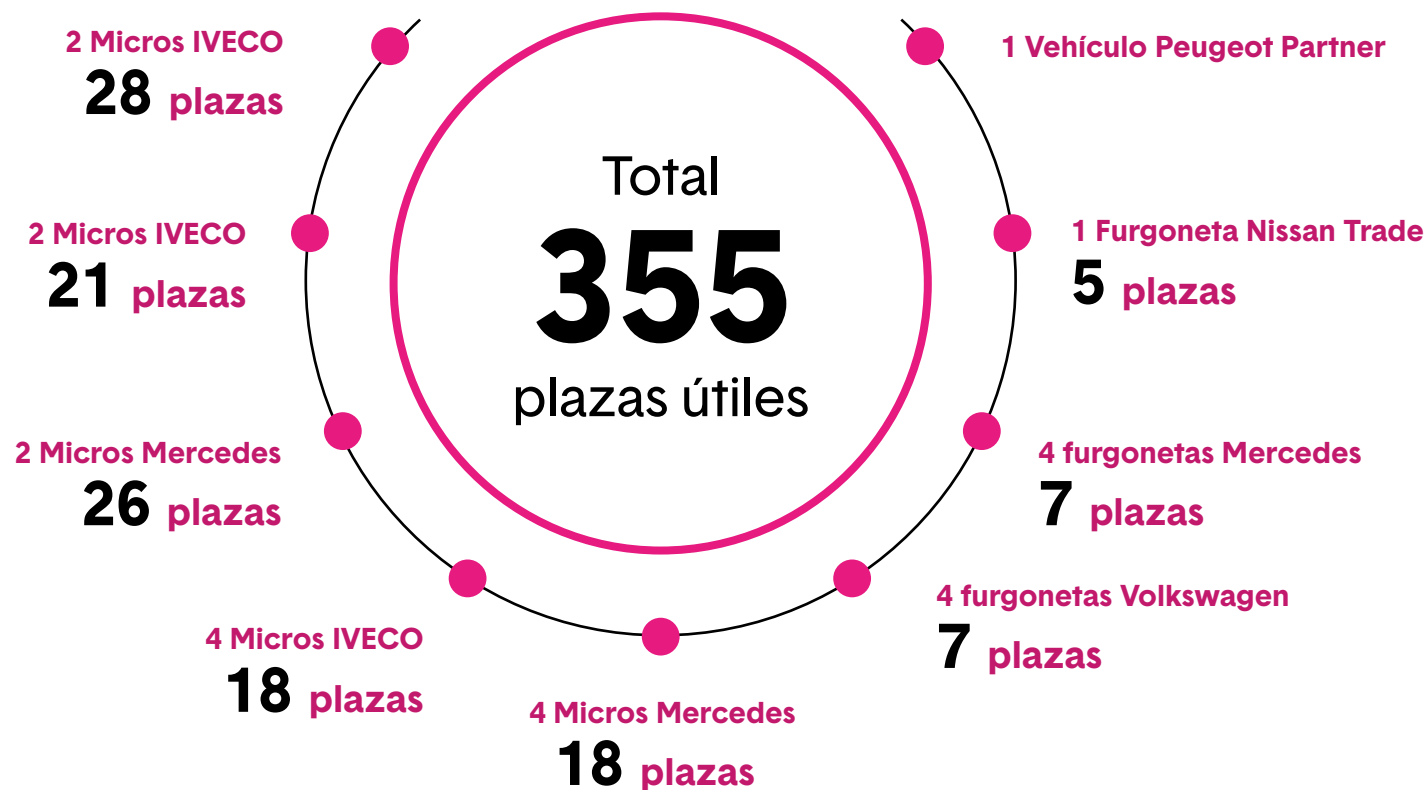 2 Micros IVECO
28 plazas
2 Micros IVECO
21 plazas
2 Micros Mercedes
26 plazas
4 Micros IVECO
18 plazas
4 Micros Mercedes
18 plazas
4 furgonetas Volkswagen
7 plazas
4 furgonetas Mercedes
7 plazas
1 Furgoneta Nissan Trade
5 plazas
1 Vehículo Peugeot Partner
Total
355
plazas útiles